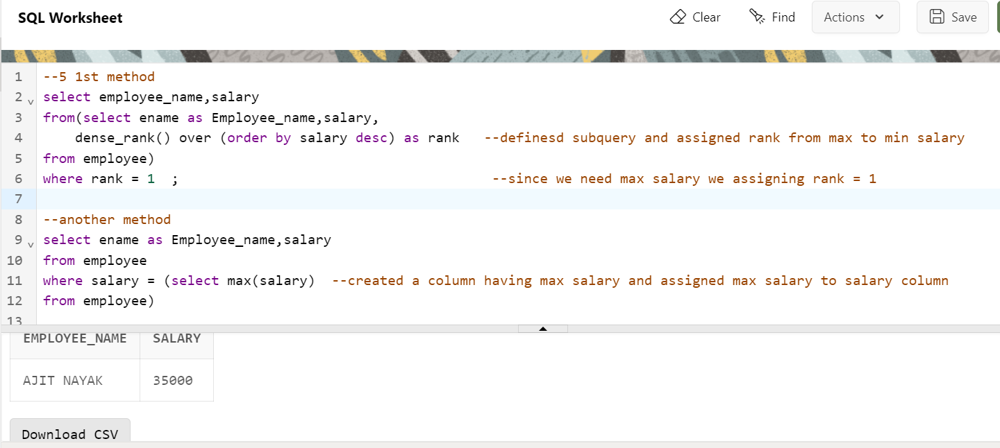 SQL Worksheet
Clear Find Actions Save
1 --5 1st method
2 select employee_name,salary
3 from(select ename as Employee_name,salary,
4 dense_rank() over (order by salary desc) as rank --definesd subquery and assigned rank from max to min salary
5 from employee)
6 where rank = 1 ; --since we need max salary we assigning rank = 1
7
8 --another method
9 select ename as Employee_name,salary
10 from employee
11 where salary = (select max(salary) --created a column having max salary and assigned max salary to salary column
12 from employee)
13
EMPLOYEE_NAME SALARY
AJIT NAYAK 35000
Download CSV